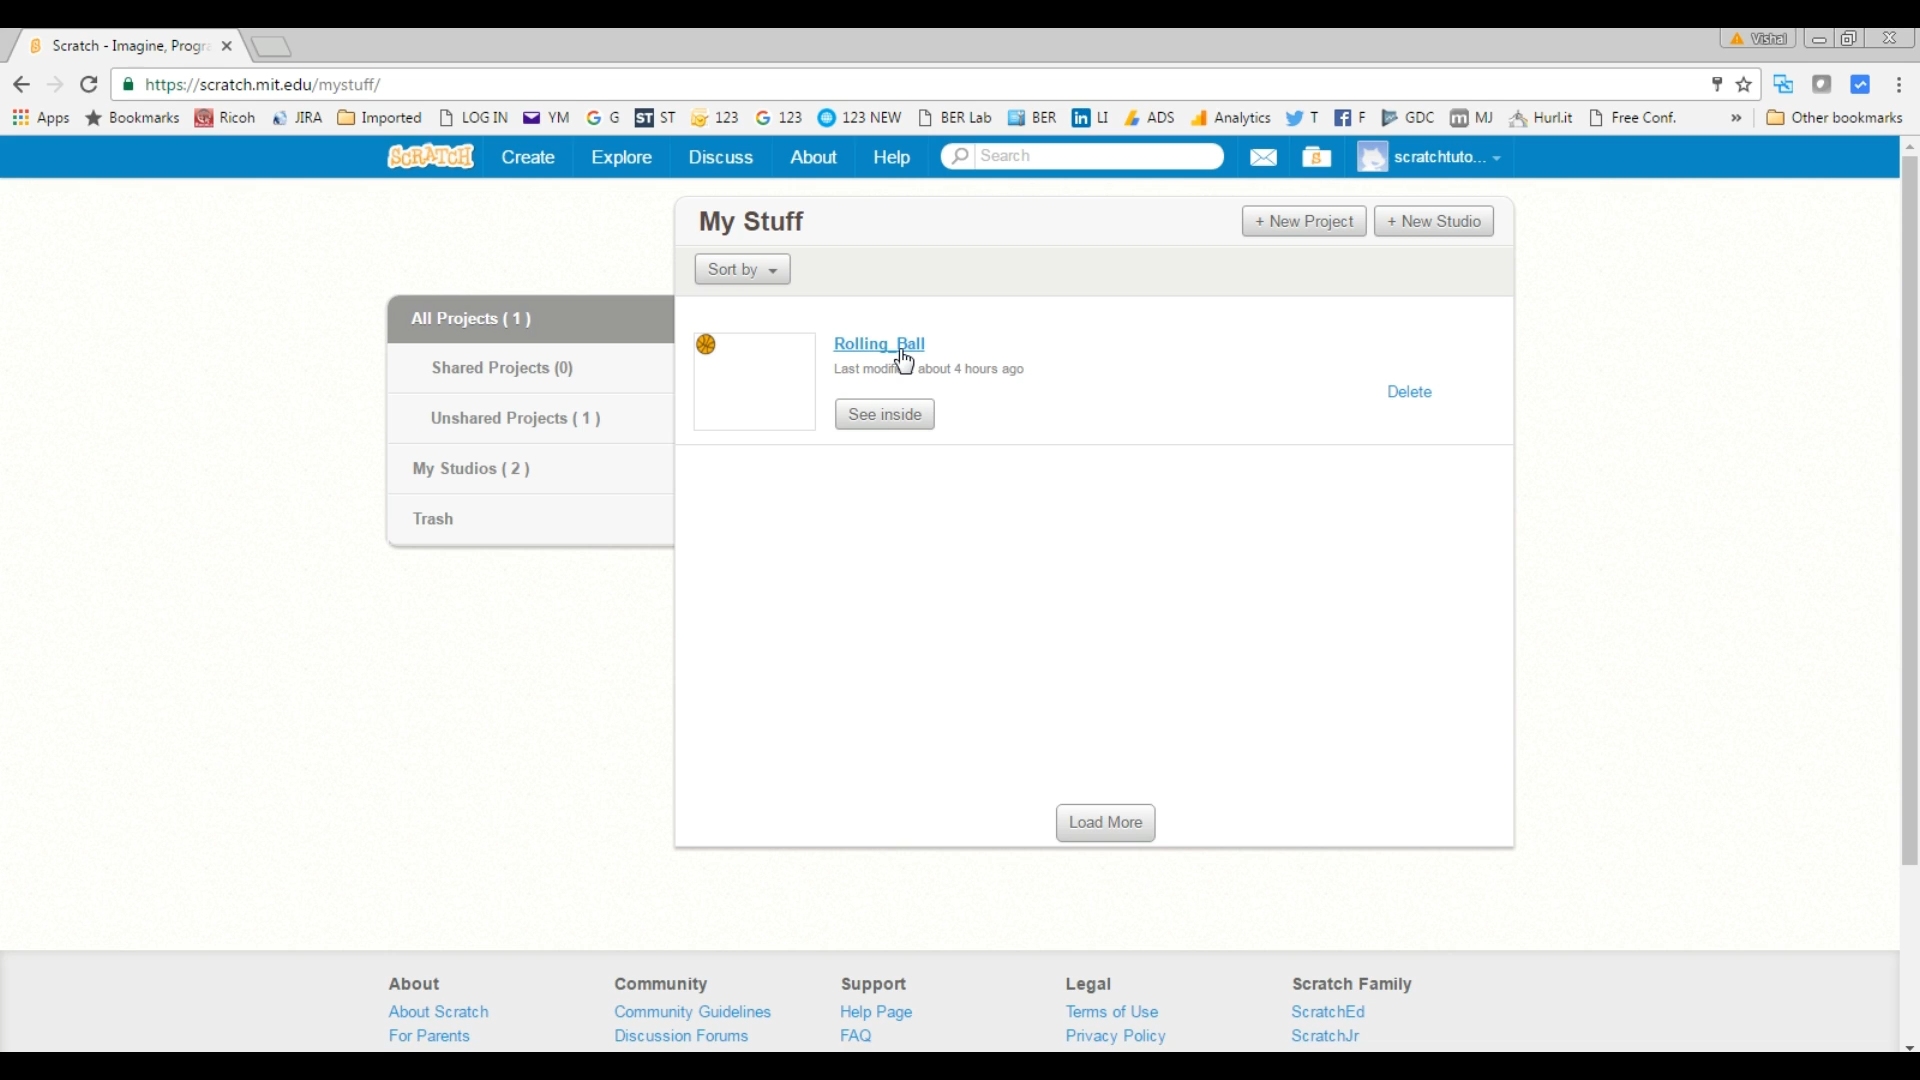 Scratch - Imagine, Progr
Vishal
https://scratch.mit.edu/mystuff/
Apps Bookmarks Ricoh JIRA Imported LOG IN YM G G ST ST 123 G 123 123 NEW BER Lab BER in LI ADS Analytics T F GDC m MJ Hurl.it Free Conf. » Other bookmarks
SCRATCH Create Explore Discuss About Help Search S scratchtuto...
My Stuff + New Project + New Studio
Sort by
All Projects ( 1 )
Shared Projects (0)
Unshared Projects ( 1 )
My Studios ( 2 )
Trash
Rolling_Ball
Last modif about 4 hours ago
See inside
Delete
Load More
About Community Support Legal Scratch Family
About Scratch Community Guidelines Help Page Terms of Use ScratchEd
For Parents Discussion Forums FAQ Privacy Policy ScratchJr